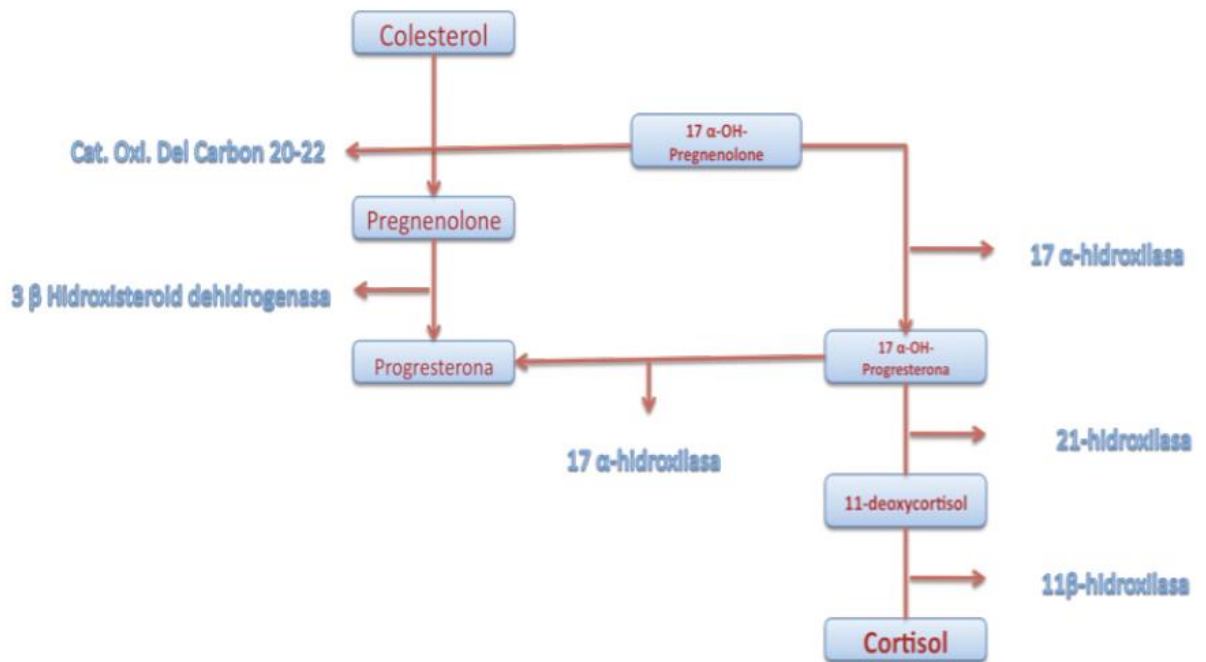 Colesterol
17 α-OH-
Pregnenolone
Cat. Oxi. Del Carbon 20-22
Pregnenolone
17 α-hidroxilasa
3 β Hidroxisteroid dehidrogenasa
17 α-OH-
Progresterona
Progresterona
21-hidroxilasa
17 α-hidroxilasa
11-deoxycortisol
11β-hidroxilasa
Cortisol